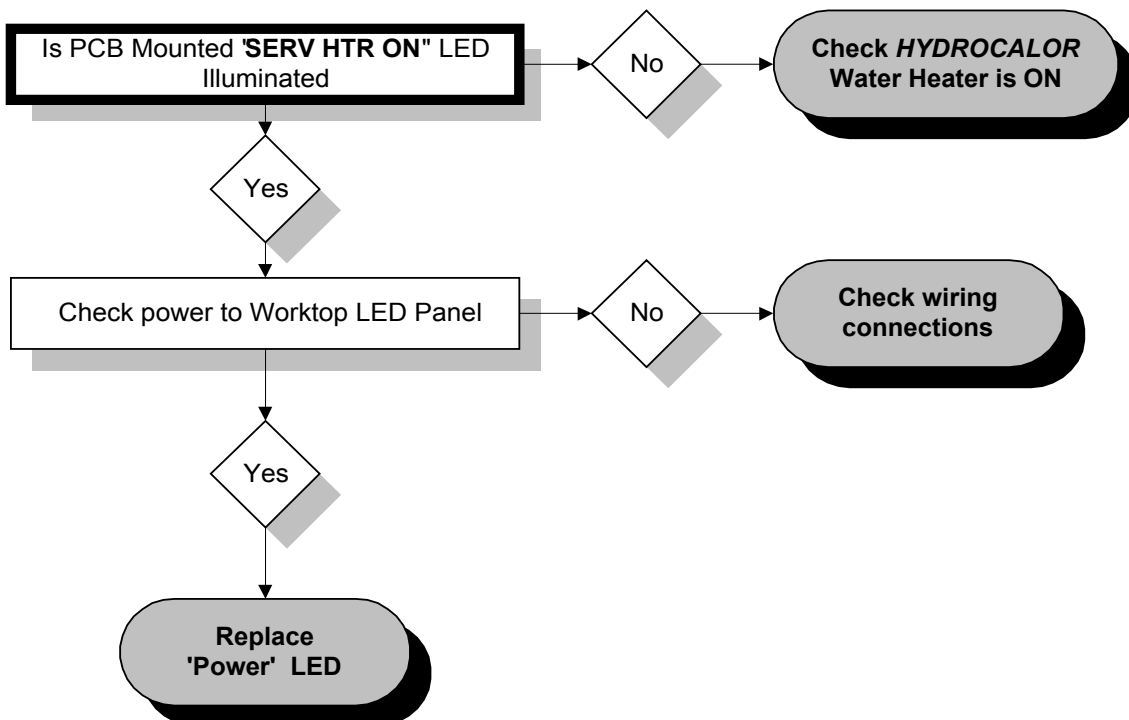 Is PCB Mounted 'SERV HTR ON" LED
Illuminated
No
Check HYDROCALOR
Water Heater is ON
Yes
Check power to Worktop LED Panel
No
Check wiring
connections
Yes
Replace
'Power' LED